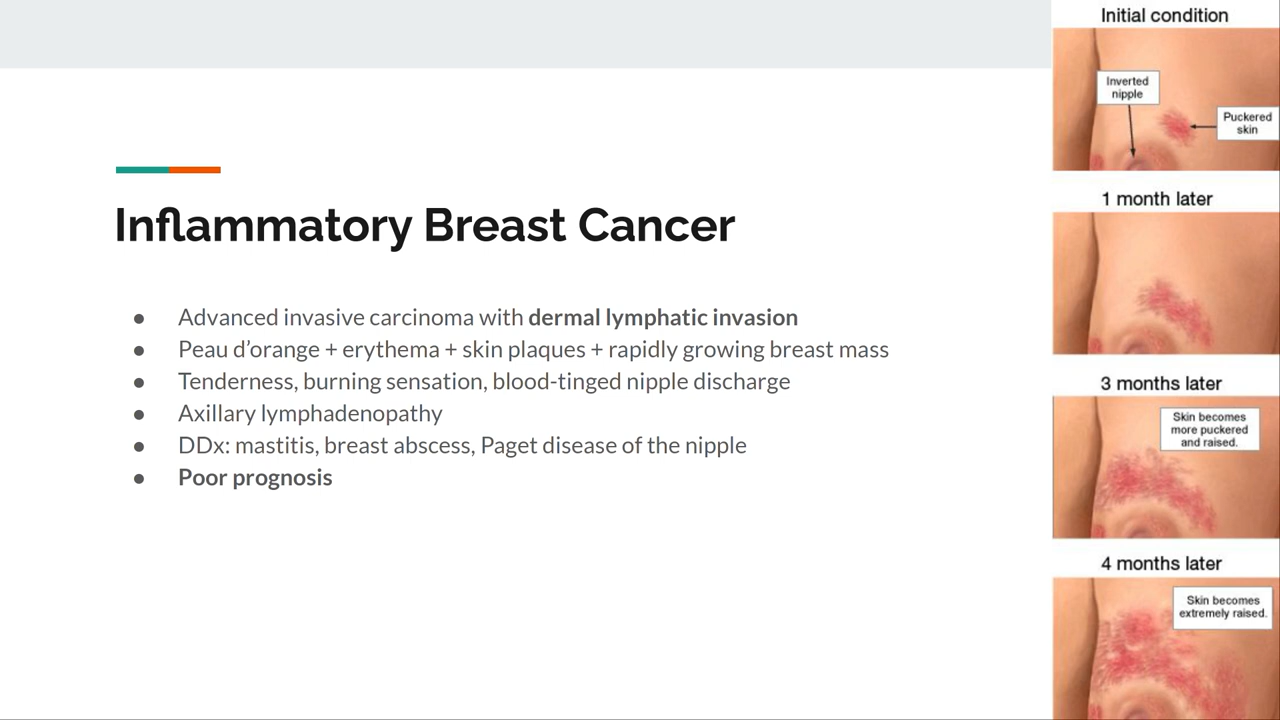 Inflammatory Breast Cancer
● Advanced invasive carcinoma with dermal lymphatic invasion
● Peau d’orange + erythema + skin plaques + rapidly growing breast mass
● Tenderness, burning sensation, blood-tinged nipple discharge
● Axillary lymphadenopathy
● DDx: mastitis, breast abscess, Paget disease of the nipple
● Poor prognosis
Initial condition
Inverted
nipple
Puckered
skin
1 month later
3 months later
Skin becomes
more puckered
and raised.
4 months later
Skin becomes
extremely raised.